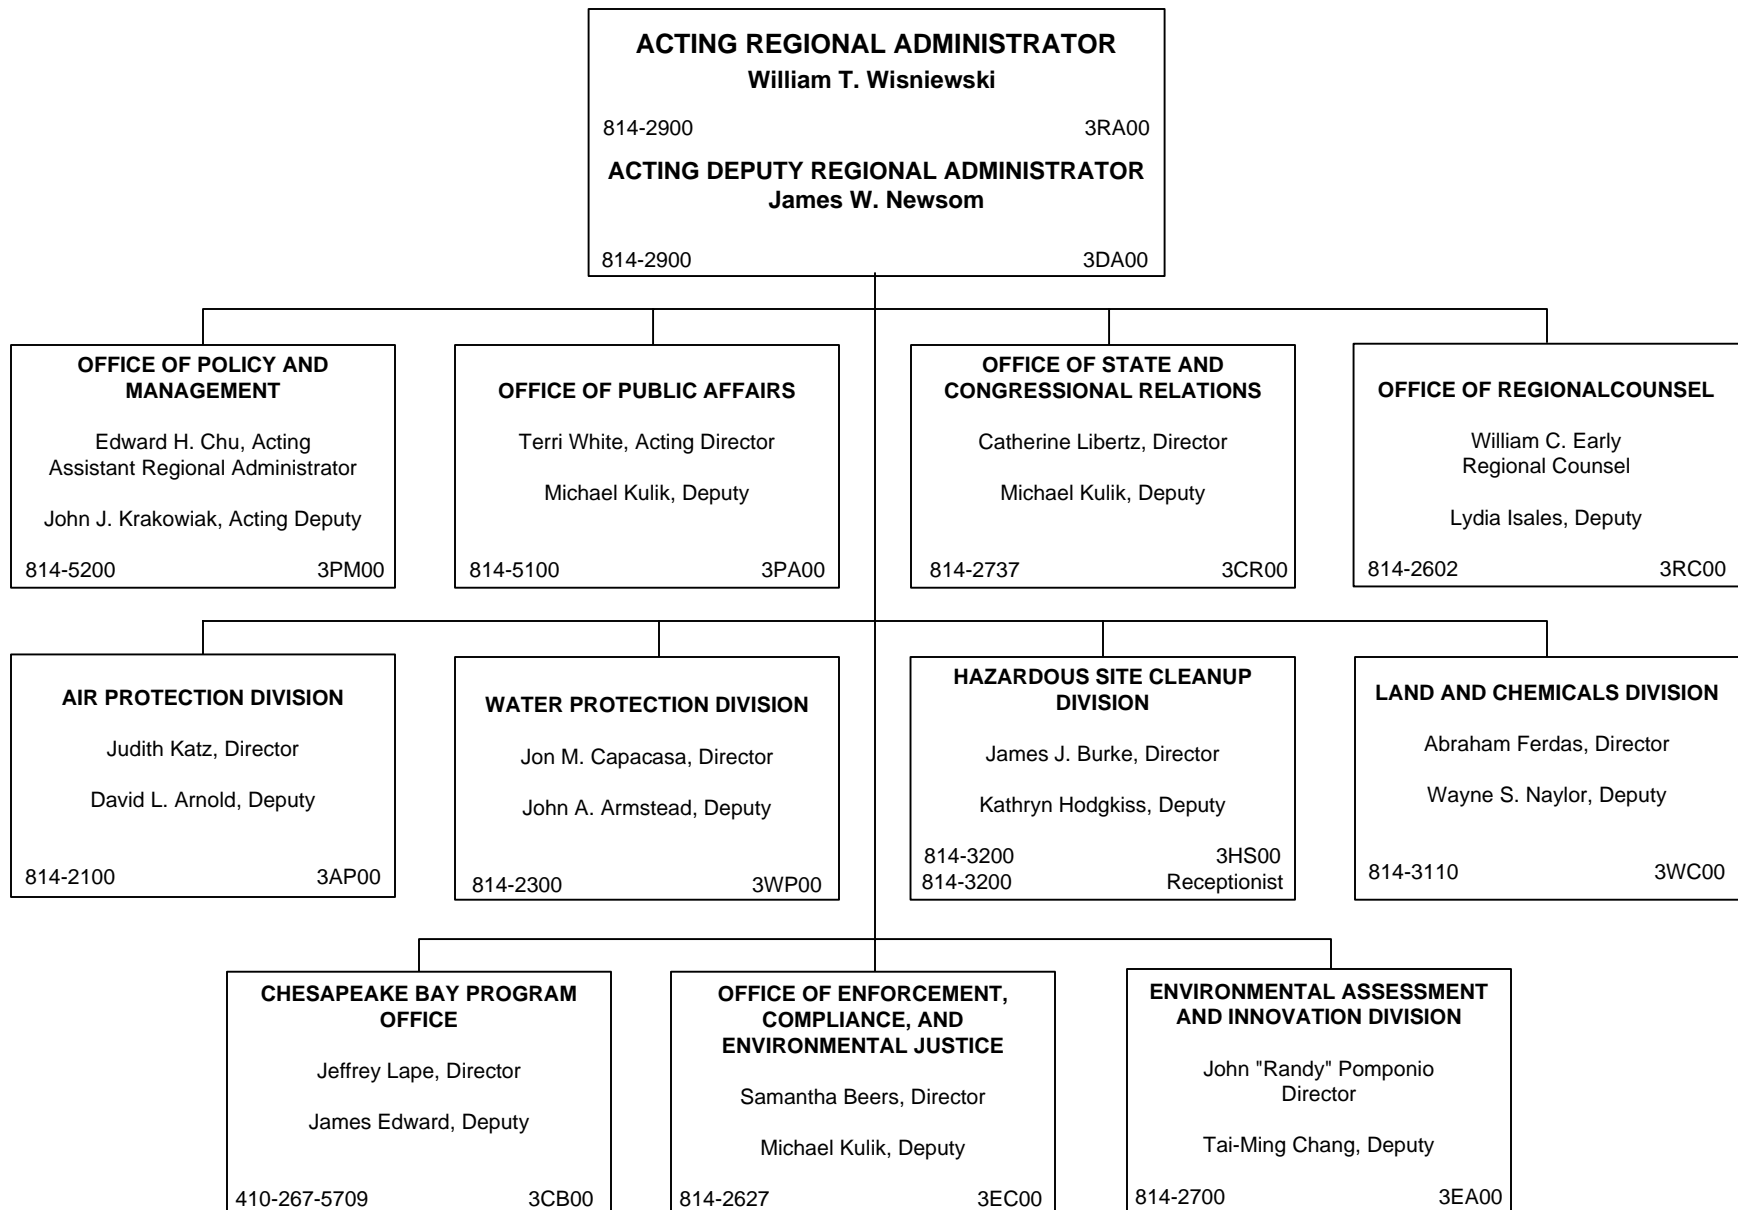 ACTING REGIONAL ADMINISTRATOR
William T. Wisniewski
814-2900 3RA00
ACTING DEPUTY REGIONAL ADMINISTRATOR
James W. Newsom
814-2900 3DA00
OFFICE OF POLICY AND
MANAGEMENT
Edward H. Chu, Acting
Assistant Regional Administrator
John J. Krakowiak, Acting Deputy
814-5200 3PM00
OFFICE OF PUBLIC AFFAIRS
Terri White, Acting Director
Michael Kulik, Deputy
814-5100 3PA00
OFFICE OF STATE AND
CONGRESSIONAL RELATIONS
Catherine Libertz, Director
Michael Kulik, Deputy
814-2737 3CR00
OFFICE OF REGIONALCOUNSEL
William C. Early
Regional Counsel
Lydia Isales, Deputy
814-2602 3RC00
AIR PROTECTION DIVISION
Judith Katz, Director
David L. Arnold, Deputy
814-2100 3AP00
WATER PROTECTION DIVISION
Jon M. Capacasa, Director
John A. Armstead, Deputy
814-2300 3WP00
HAZARDOUS SITE CLEANUP
DIVISION
James J. Burke, Director
Kathryn Hodgkiss, Deputy
814-3200 3HS00
814-3200 Receptionist
LAND AND CHEMICALS DIVISION
Abraham Ferdas, Director
Wayne S. Naylor, Deputy
814-3110 3WC00
CHESAPEAKE BAY PROGRAM
OFFICE
Jeffrey Lape, Director
James Edward, Deputy
410-267-5709 3CB00
OFFICE OF ENFORCEMENT,
COMPLIANCE, AND
ENVIRONMENTAL JUSTICE
Samantha Beers, Director
Michael Kulik, Deputy
814-2627 3EC00
ENVIRONMENTAL ASSESSMENT
AND INNOVATION DIVISION
John "Randy" Pomponio
Director
Tai-Ming Chang, Deputy
814-2700 3EA00